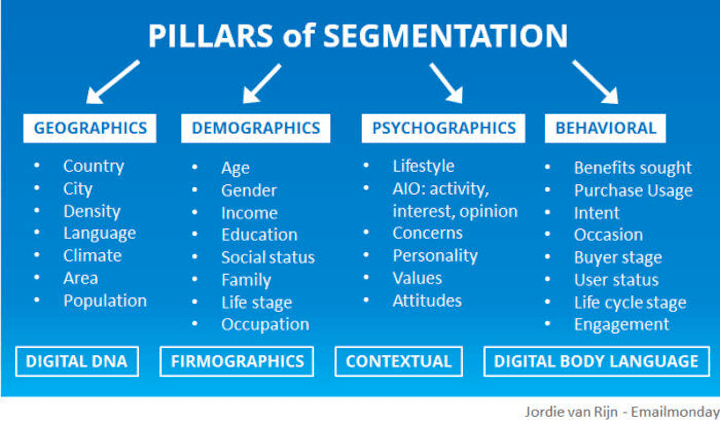 PILLARS of SEGMENTATION
GEOGRAPHICS
• Country
• City
• Density
• Language
• Climate
• Area
• Population
DEMOGRAPHICS
• Age
• Gender
• Income
• Education
• Social status
• Family
• Life stage
• Occupation
PSYCHOGRAPHICS
• Lifestyle
• AIO: activity,
interest, opinion
• Concerns
• Personality
• Values
• Attitudes
BEHAVIORAL
• Benefits sought
• Purchase Usage
• Intent
• Occasion
• Buyer stage
• User status
• Life cycle stage
• Engagement
DIGITAL DNA
FIRMOGRAPHICS
CONTEXTUAL
DIGITAL BODY LANGUAGE
Jordie van Rijn - Emailmonday